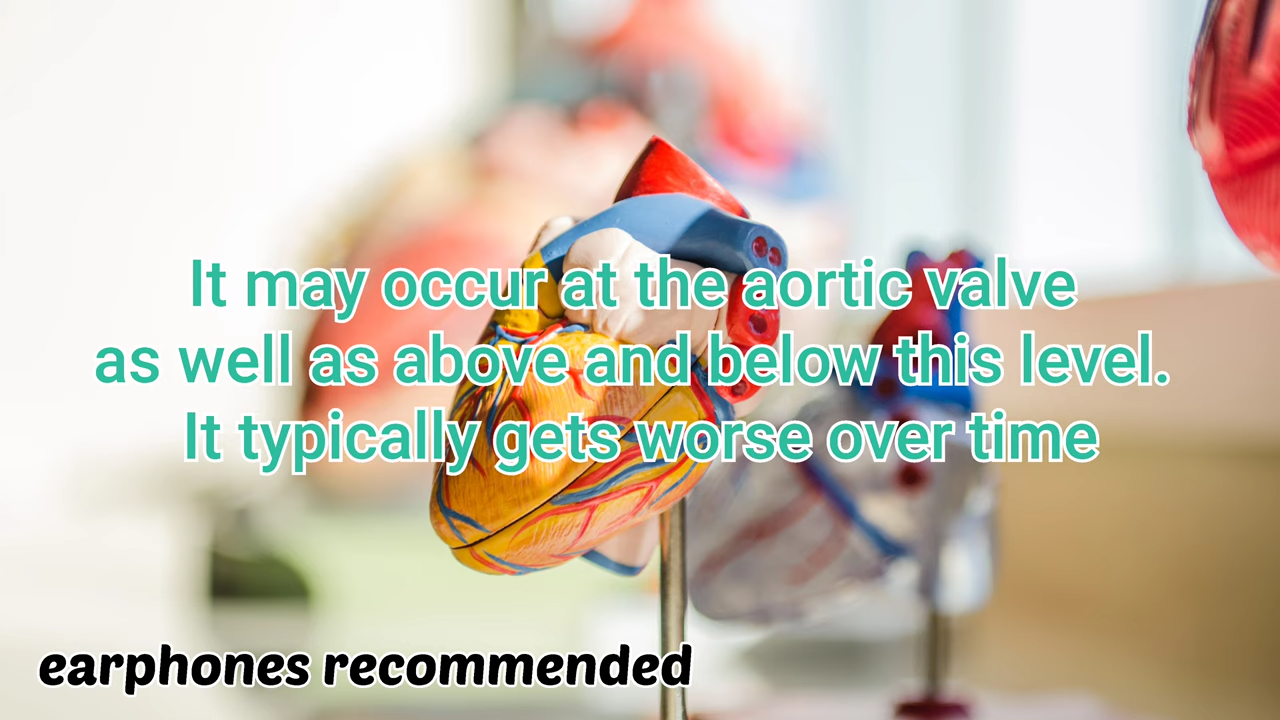 It may occur at the aortic valve
as well as above and below this level.
It typically gets worse over time
earphones recommended